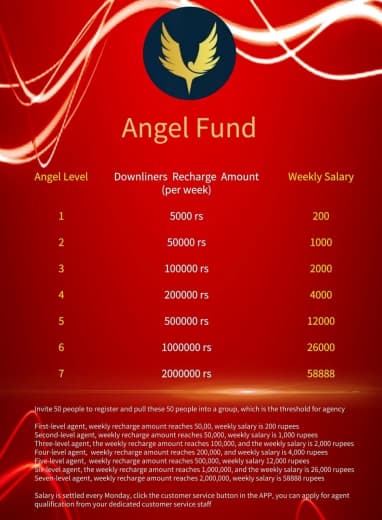 Angel Fund
Angel Level Downliners Recharge Amount Weekly Salary
(per week)
1 5000 rs 200
2 50000 rs 1000
3 100000 rs 2000
4 200000 rs 4000
5 500000 rs 12000
6 1000000 rs 26000
7 2000000 rs 58888
Invite 50 people to register and pull these 50 people into a group, which is the threshold for agency
First-level agent, weekly recharge amount reaches 50,00, weekly salary is 200 rupees
Second-level agent, weekly recharge amount reaches 50,000, weekly salary is 1,000 rupees
Three-level agent, the weekly recharge amount reaches 100,000, and the weekly salary is 2,000 rupees
Four-level agent, weekly recharge amount reaches 200,000, and weekly salary is 4,000 rupees
Five-level agent, weekly recharge amount reaches 500,000, weekly salary 12,000 rupees
Six-level agent, the weekly recharge amount reaches 1,000,000, and the weekly salary is 26,000 rupees
Seven-level agent, weekly recharge amount reaches 2,000,000, weekly salary is 58888 rupees
Salary is settled every Monday, click the customer service button in the APP, you can apply for agent
qualification from your dedicated customer service staff